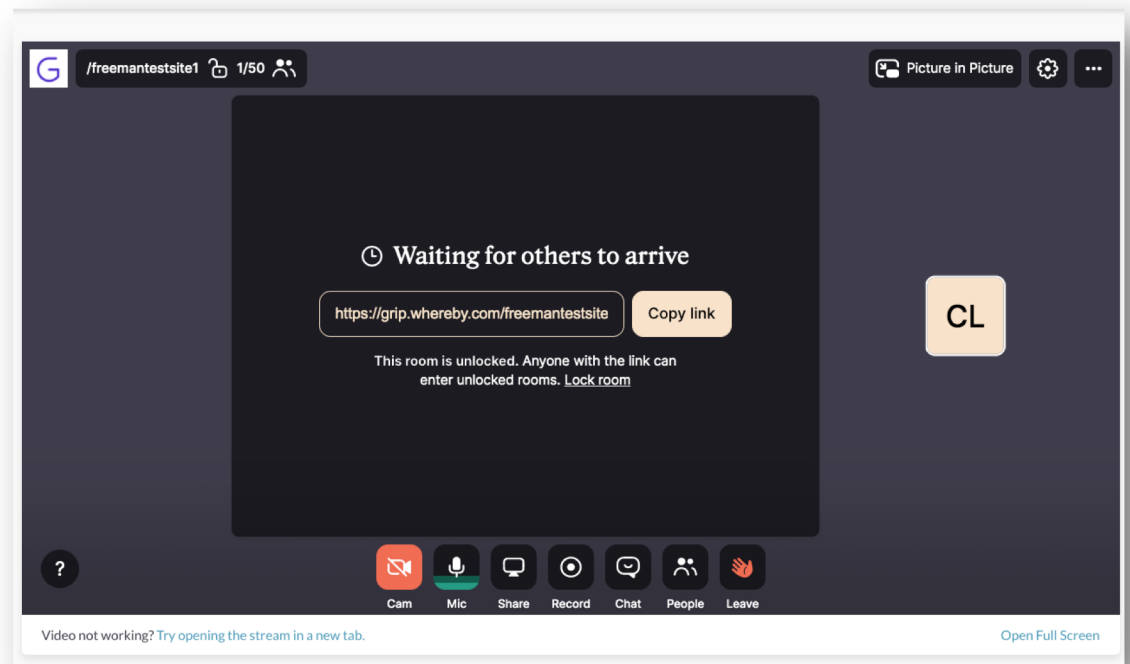 G /freemantestsite1 1/50 Picture in Picture ...
Waiting for others to arrive
https://grip.whereby.com/freemantestsite Copy link
This room is unlocked. Anyone with the link can
enter unlocked rooms. Lock room
CL
? Cam Mic Share Record Chat People Leave
Video not working? Try opening the stream in a new tab. Open Full Screen